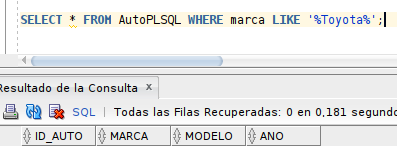 SELECT * FROM AutoPLSQL WHERE marca LIKE '%Toyota%';
Resultado de la Consulta x
SQL | Todas las Filas Recuperadas: 0 en 0,181 segundo
ID_AUTO MARCA MODELO ANO